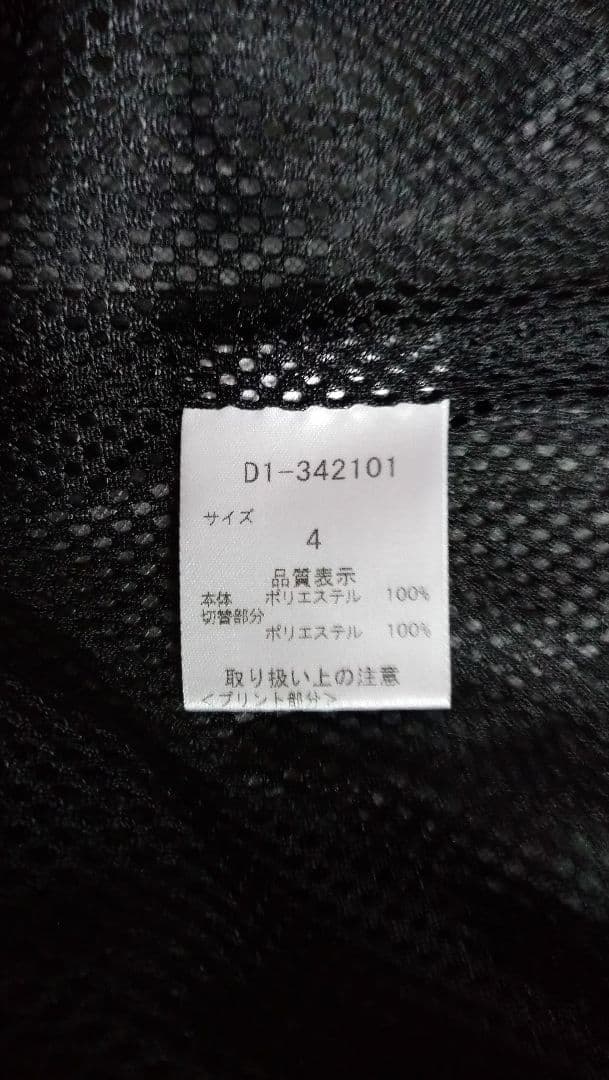 D1-342101
サイズ
4
品質表示
本体 ポリエステル 100%
切替部分
ポリエステル 100%
取り扱い上の注意
<プリント部分>